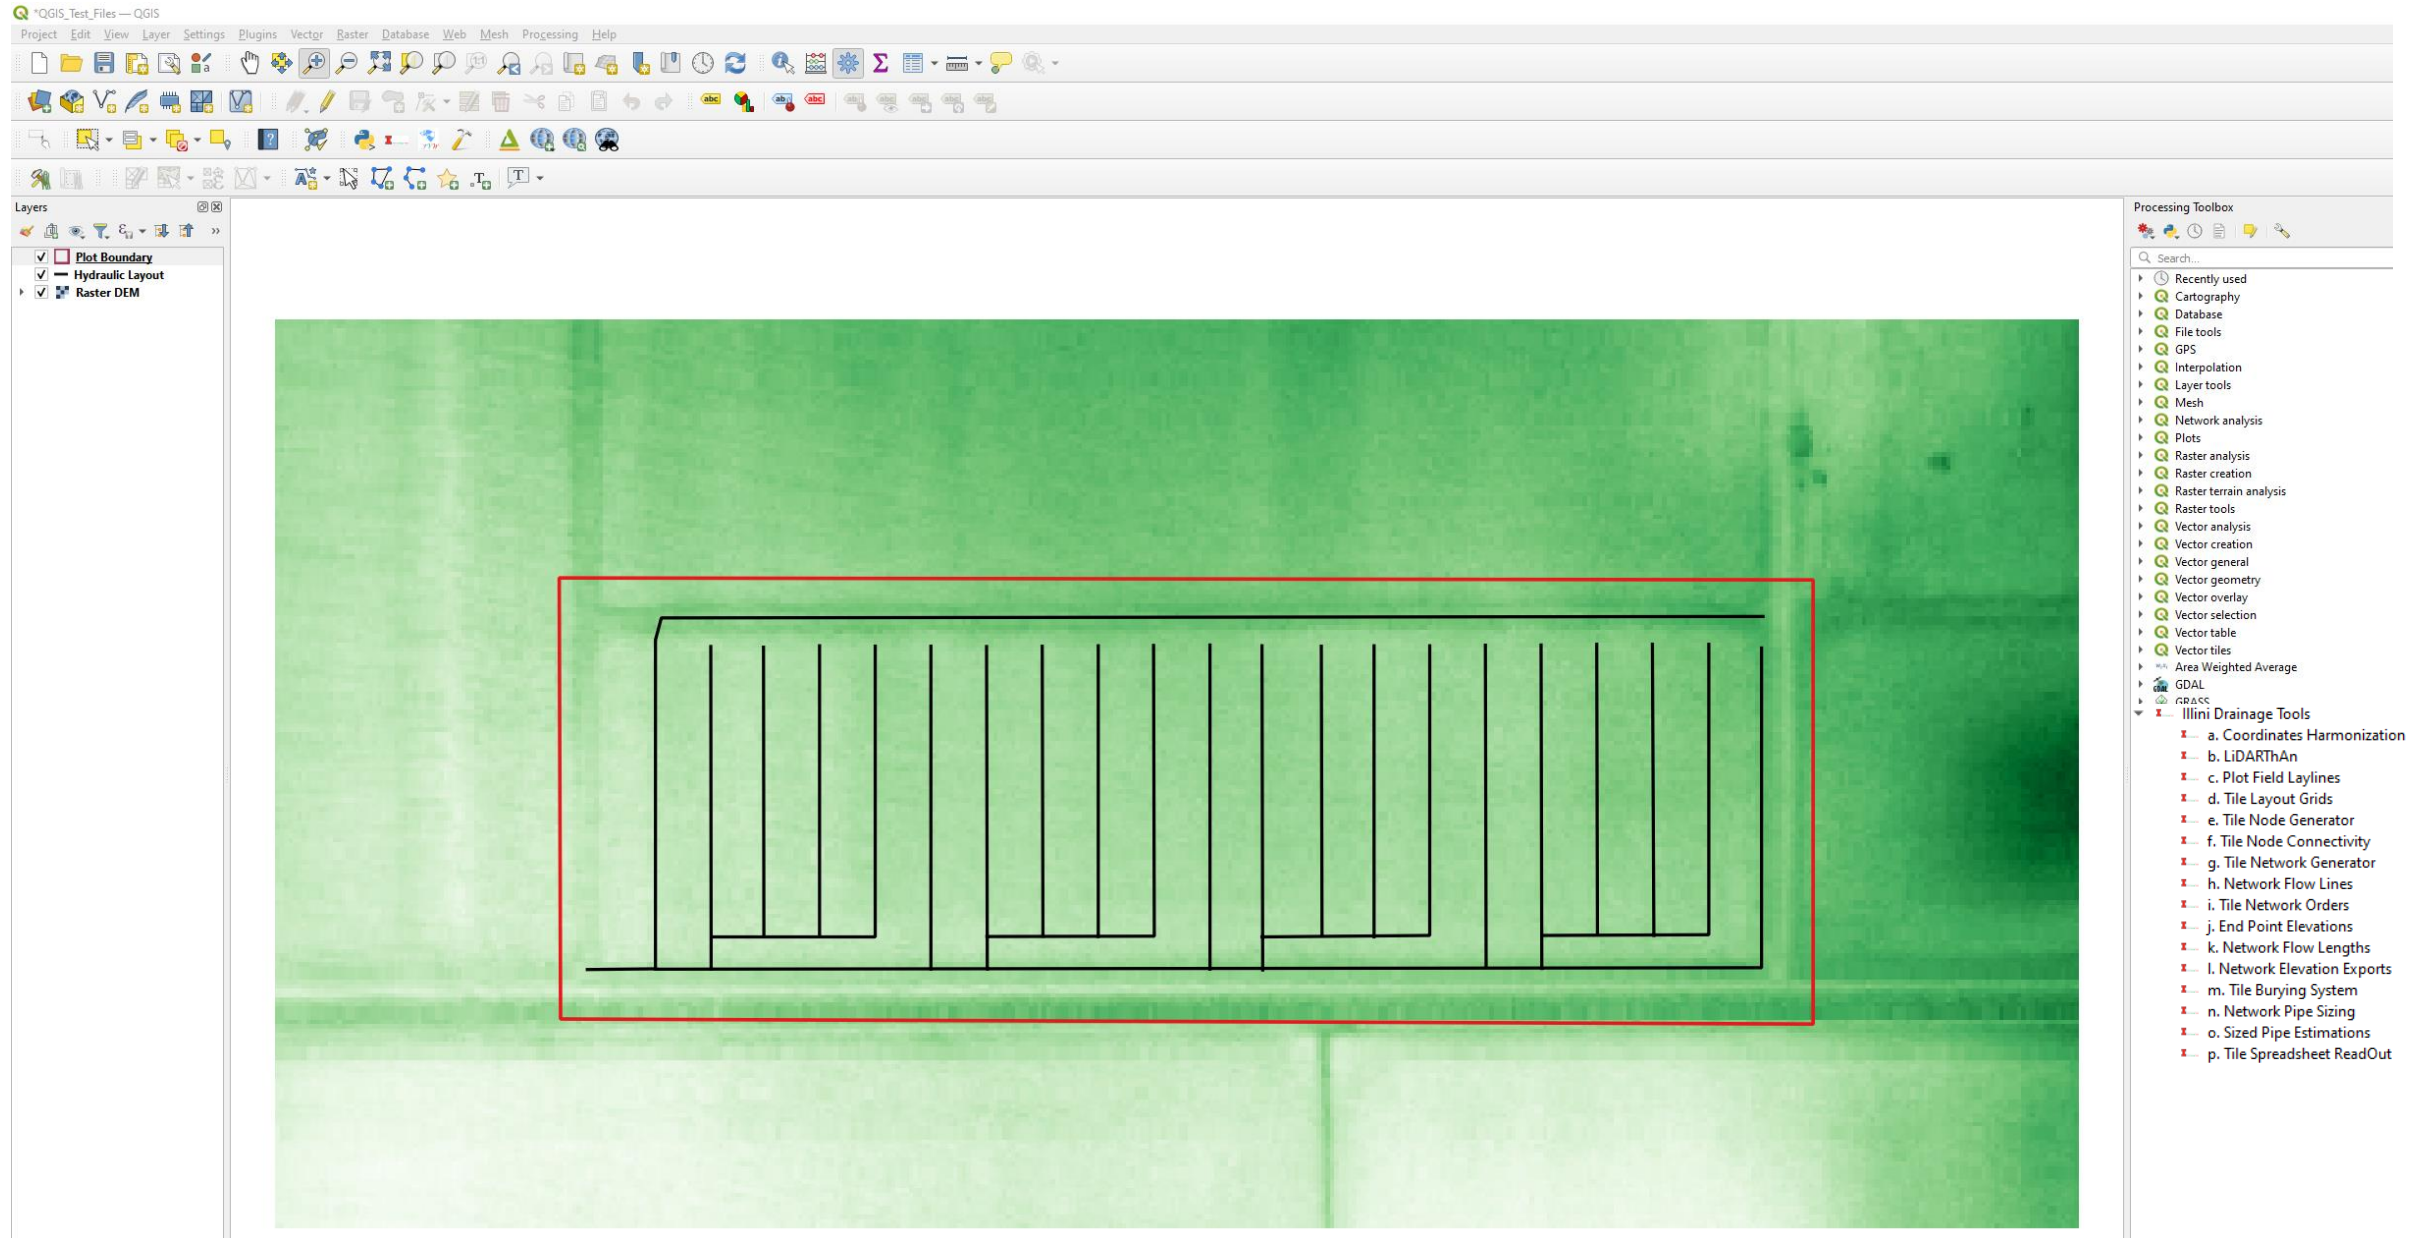 *QGIS_Test_Files — QGIS
Project Edit View Layer Settings Plugins Vector Raster Database Web Mesh Processing Help
Layers
Plot Boundary
Hydraulic Layout
Raster DEM
Processing Toolbox
Search...
Recently used
Cartography
Database
File tools
GPS
Interpolation
Layer tools
Mesh
Network analysis
Plots
Raster analysis
Raster creation
Raster terrain analysis
Raster tools
Vector analysis
Vector creation
Vector general
Vector geometry
Vector overlay
Vector selection
Vector table
Vector tiles
Area Weighted Average
GDAL
GRASS
Illini Drainage Tools
a. Coordinates Harmonization
b. LiDARThAn
c. Plot Field Laylines
d. Tile Layout Grids
e. Tile Node Generator
f. Tile Node Connectivity
g. Tile Network Generator
h. Network Flow Lines
i. Tile Network Orders
j. End Point Elevations
k. Network Flow Lengths
l. Network Elevation Exports
m. Tile Burying System
n. Network Pipe Sizing
o. Sized Pipe Estimations
p. Tile Spreadsheet ReadOut